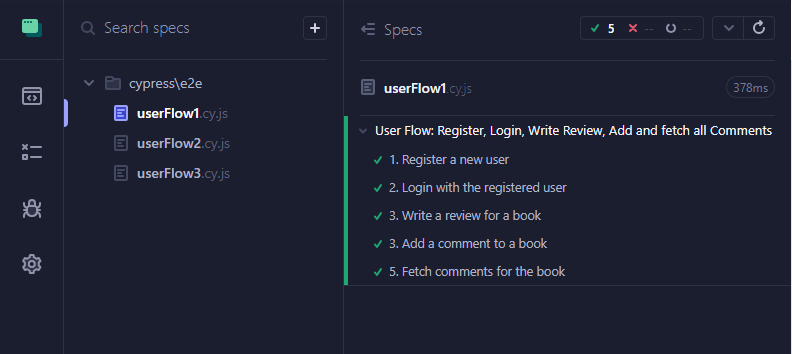 Search specs
+
cypress\e2e
userFlow1.cy.js
userFlow2.cy.js
userFlow3.cy.js
Specs
5 -- --
userFlow1.cy.js
378ms
User Flow: Register, Login, Write Review, Add and fetch all Comments
1. Register a new user
2. Login with the registered user
3. Write a review for a book
3. Add a comment to a book
5. Fetch comments for the book